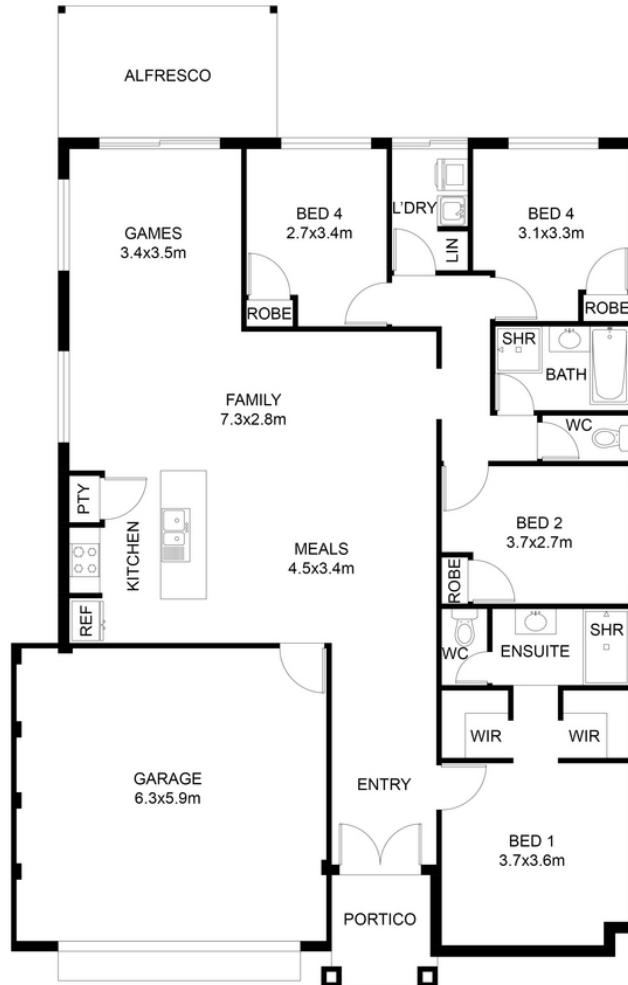 ALFRESCO
GAMES
3.4x3.5m
BED 4
2.7x3.4m
L'DRY
LIN
BED 4
3.1x3.3m
ROBE
ROBE
SHR
BATH
WC
FAMILY
7.3x2.8m
PTY
KITCHEN
REF
MEALS
4.5x3.4m
BED 2
3.7x2.7m
ROBE
WC
ENSUITE
SHR
WIR
WIR
GARAGE
6.3x5.9m
ENTRY
BED 1
3.7x3.6m
PORTICO